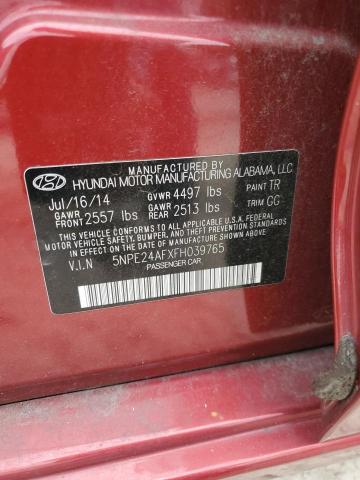 MANUFACTURED BY
HYUNDAI MOTOR MANUFACTURING ALABAMA, LLC
Jul/16/14 GVWR 4497 lbs PAINT TR
GAWR FRONT 2557 lbs GAWR REAR 2513 lbs TRIM GG
THIS VEHICLE CONFORMS TO ALL APPLICABLE U.S.A. FEDERAL
MOTOR VEHICLE SAFETY, BUMPER, AND THEFT PREVENTION
STANDARDS IN EFFECT ON THE DATE OF MANUFACTURE SHOWN ABOVE.
V.I.N 5NPE24AFXFH039765
PASSENGER CAR